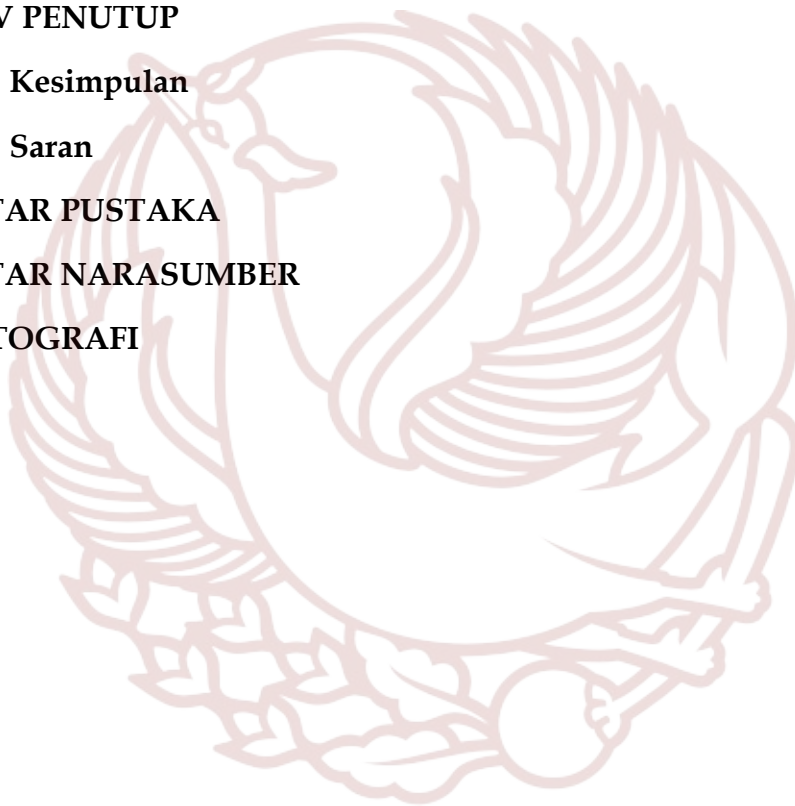 V PENUTUP
Kesimpulan
Saran
TAR PUSTAKA
TAR NARASUMBER
TOGRAFI